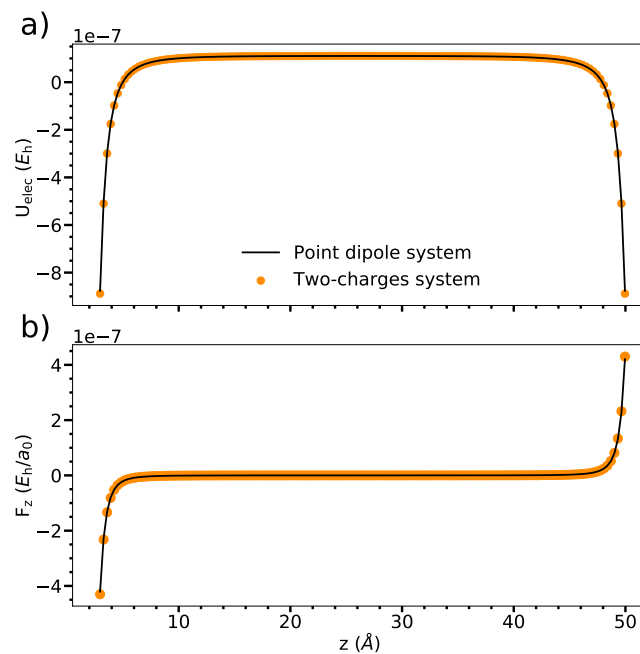 a)
1e−7
0
−2
−4
−6
−8
U_elec (E_h)
Point dipole system
Two-charges system
b)
1e−7
4
2
0
−2
−4
F_z (E_h/a_0)
10 20 30 40 50
z (Å)